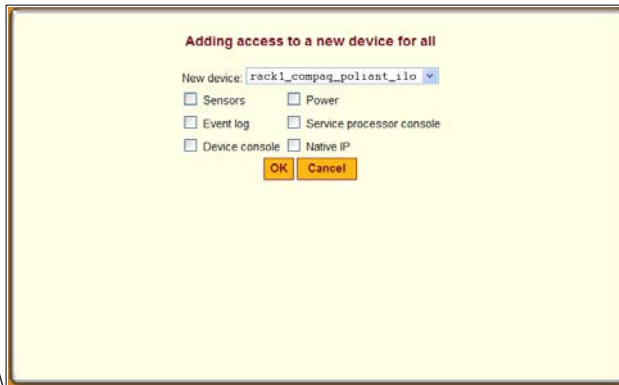 Adding access to a new device for all
New device: rack1_compaq_poliant_ilo
Sensors Power
Event log Service processor console
Device console Native IP
OK Cancel